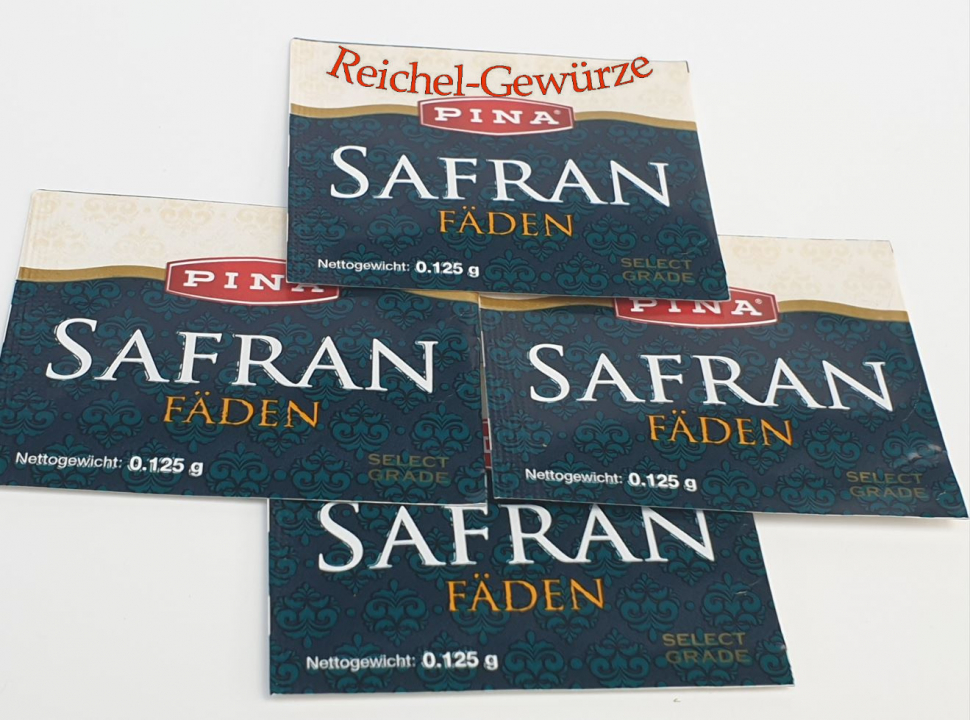 Reichel-Gewürze
PINA®
SAFRAN
FÄDEN
Nettogewicht: 0.125 g
SELECT
GRADE
PINA
SAFRAN
FÄDEN
Nettogewicht: 0.125 g
SELECT
GRADE
PINA®
SAFRAN
FÄDEN
Nettogewicht: 0.125 g
SELECT
GRADE
SAFRAN
FÄDEN
Nettogewicht: 0.125 g
SELECT
GRADE